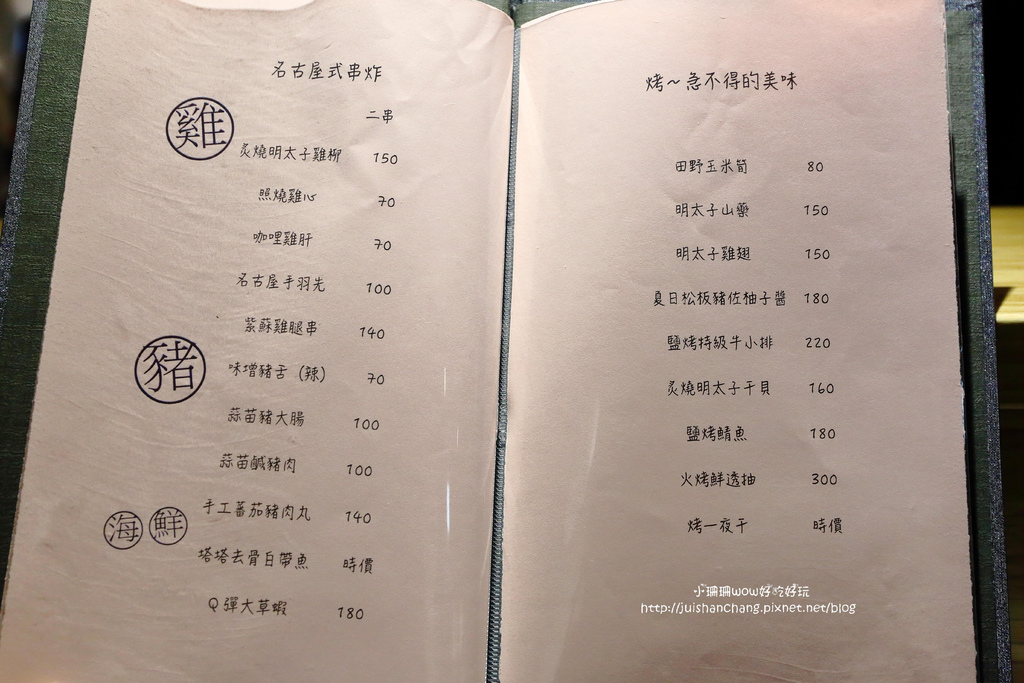 名古屋式串炸
二串
雞
炙燒明太子雞柳 150
照燒雞心 70
咖哩雞肝 70
名古屋手羽先 100
紫蘇雞腿串 140
豬
味增豬舌(辣) 70
蒜苗豬大腸 100
蒜苗鹹豬肉 100
手工蕃茄豬肉丸 140
海鮮
塔塔去骨白帶魚 時價
Q彈大草蝦 180
烤~急不得的美味
田野玉米筍 80
明太子山藥 150
明太子雞翅 150
夏日松板豬佐柚子醬 180
鹽烤特級牛小排 220
炙燒明太子干貝 160
鹽烤鯖魚 180
火烤鮮透抽 300
烤一夜干 時價
小珊珊wow好吃好玩
http://juishanchang.pixnet.net/blog